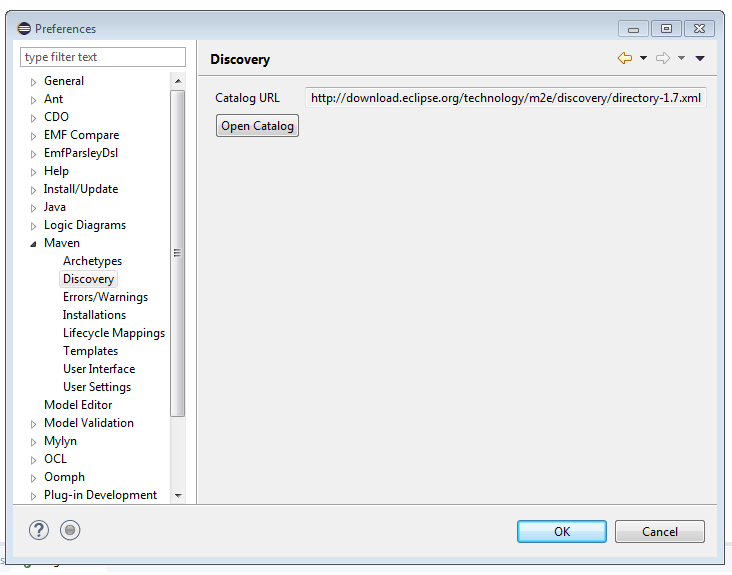 Preferences
type filter text
General
Ant
CDO
EMF Compare
EmfParsleyDsl
Help
Install/Update
Java
Logic Diagrams
Maven
Archetypes
Discovery
Errors/Warnings
Installations
Lifecycle Mappings
Templates
User Interface
User Settings
Model Editor
Model Validation
Mylyn
OCL
Oomph
Plug-in Development
Discovery
Catalog URL http://download.eclipse.org/technology/m2e/discovery/directory-1.7.xml
Open Catalog
?
OK Cancel